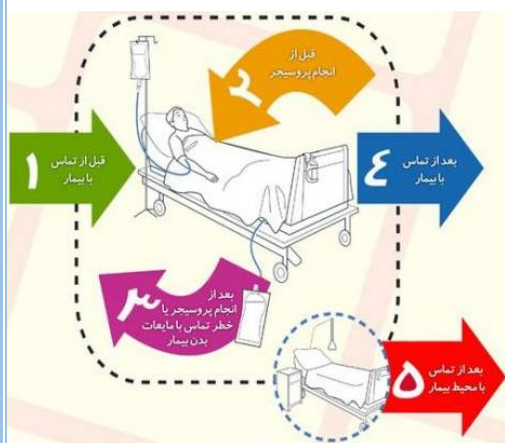 ۱
قبل از تماس
با بیمار
۲
قبل از
انجام پروسیجر
۳
بعد از
انجام پروسیجر یا
خطر تماس با مایعات
بدن بیمار
٤
بعد از تماس
با بیمار
۵
بعد از تماس
با محیط بیمار